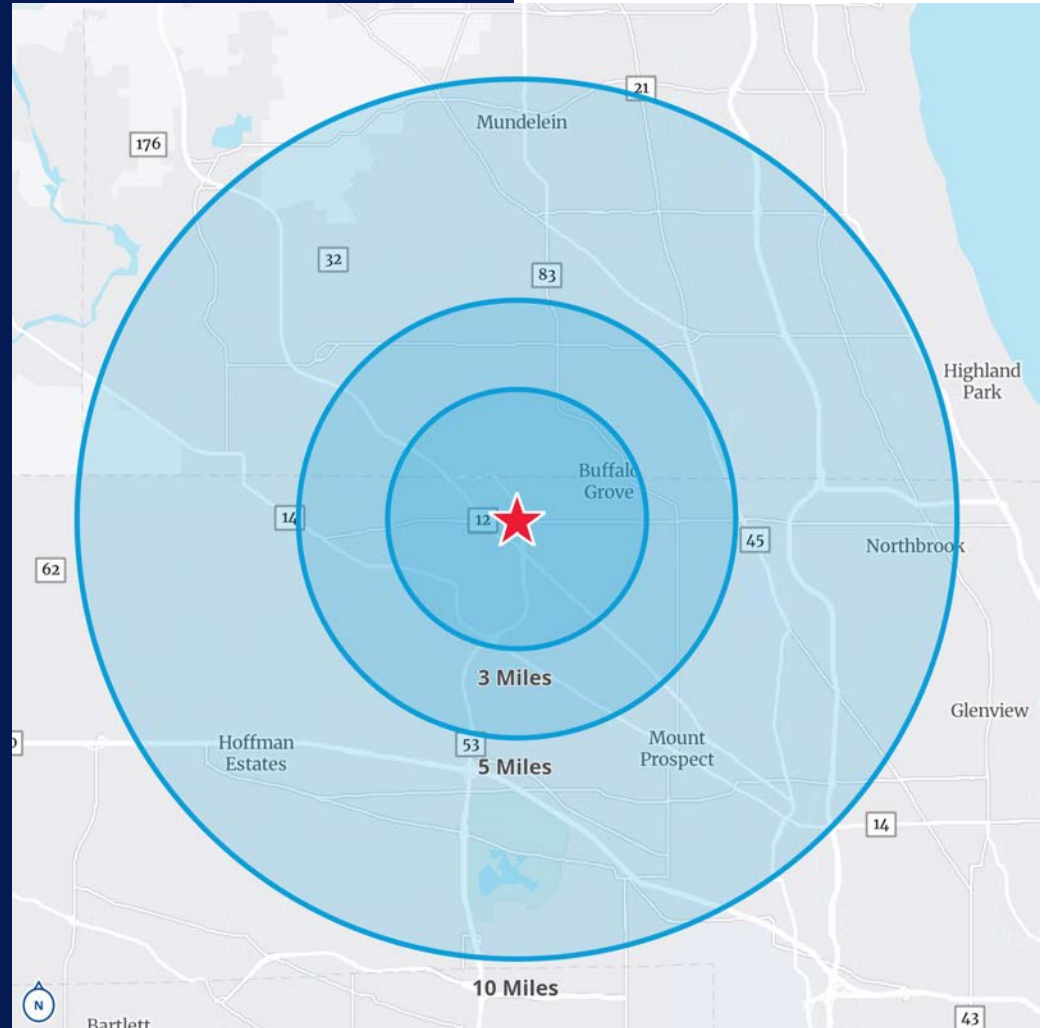 21
Mundelein
176
32
83
Highland
Park
Buffalo
Grove
14
12
45
Northbrook
62
3 Miles
Glenview
Hoffman
Estates
53
Mount
Prospect
5 Miles
14
10 Miles
N
43
Bartlett